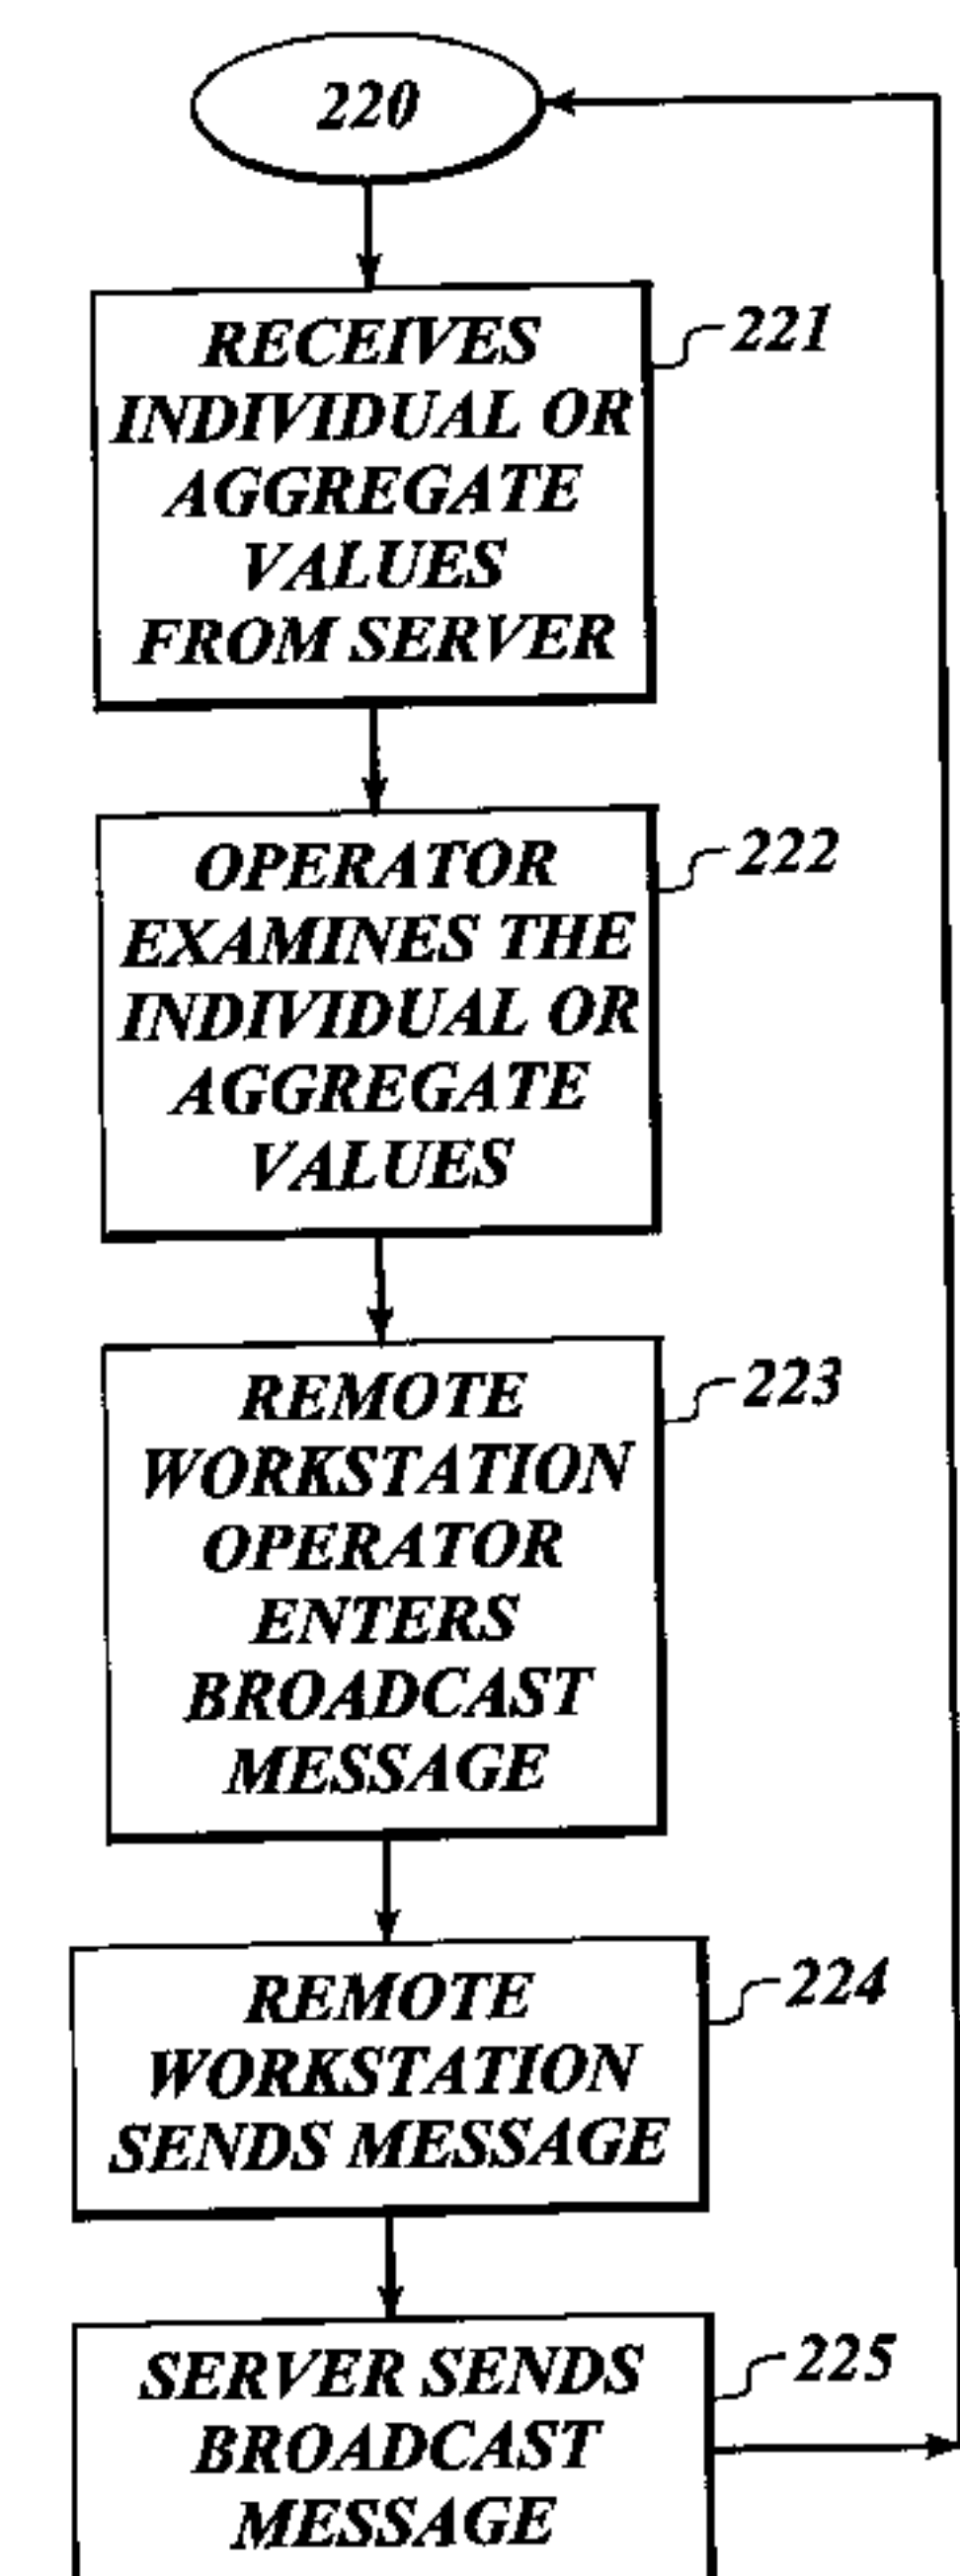 220
RECEIVES
INDIVIDUAL OR
AGGREGATE
VALUES
FROM SERVER
221
OPERATOR
EXAMINES THE
INDIVIDUAL OR
AGGREGATE
VALUES
222
REMOTE
WORKSTATION
OPERATOR
ENTERS
BROADCAST
MESSAGE
223
REMOTE
WORKSTATION
SENDS MESSAGE
224
SERVER SENDS
BROADCAST
MESSAGE
225